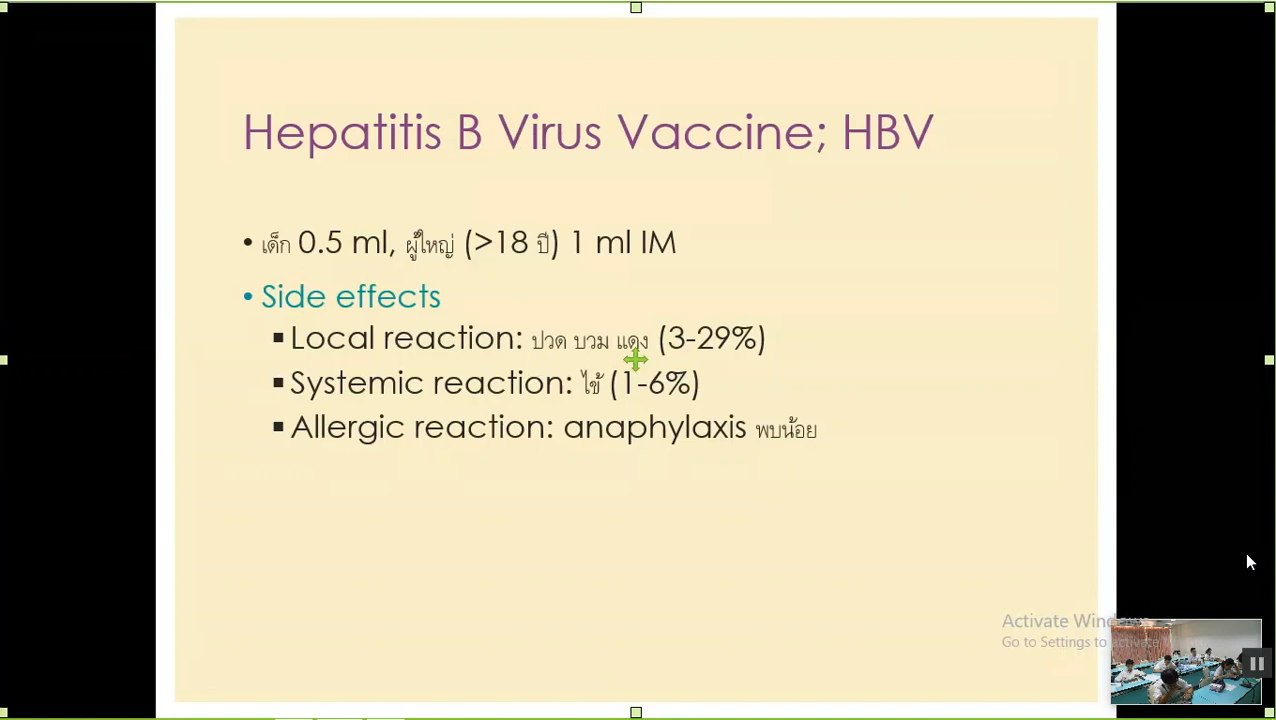 Hepatitis B Virus Vaccine; HBV
• เด็ก 0.5 ml, ผู้ใหญ่ (>18 ปี) 1 ml IM
• Side effects
▪ Local reaction: ปวด บวม แดง (3-29%)
▪ Systemic reaction: ไข้ (1-6%)
▪ Allergic reaction: anaphylaxis พบน้อย
Activate Windows
Go to Settings to activate